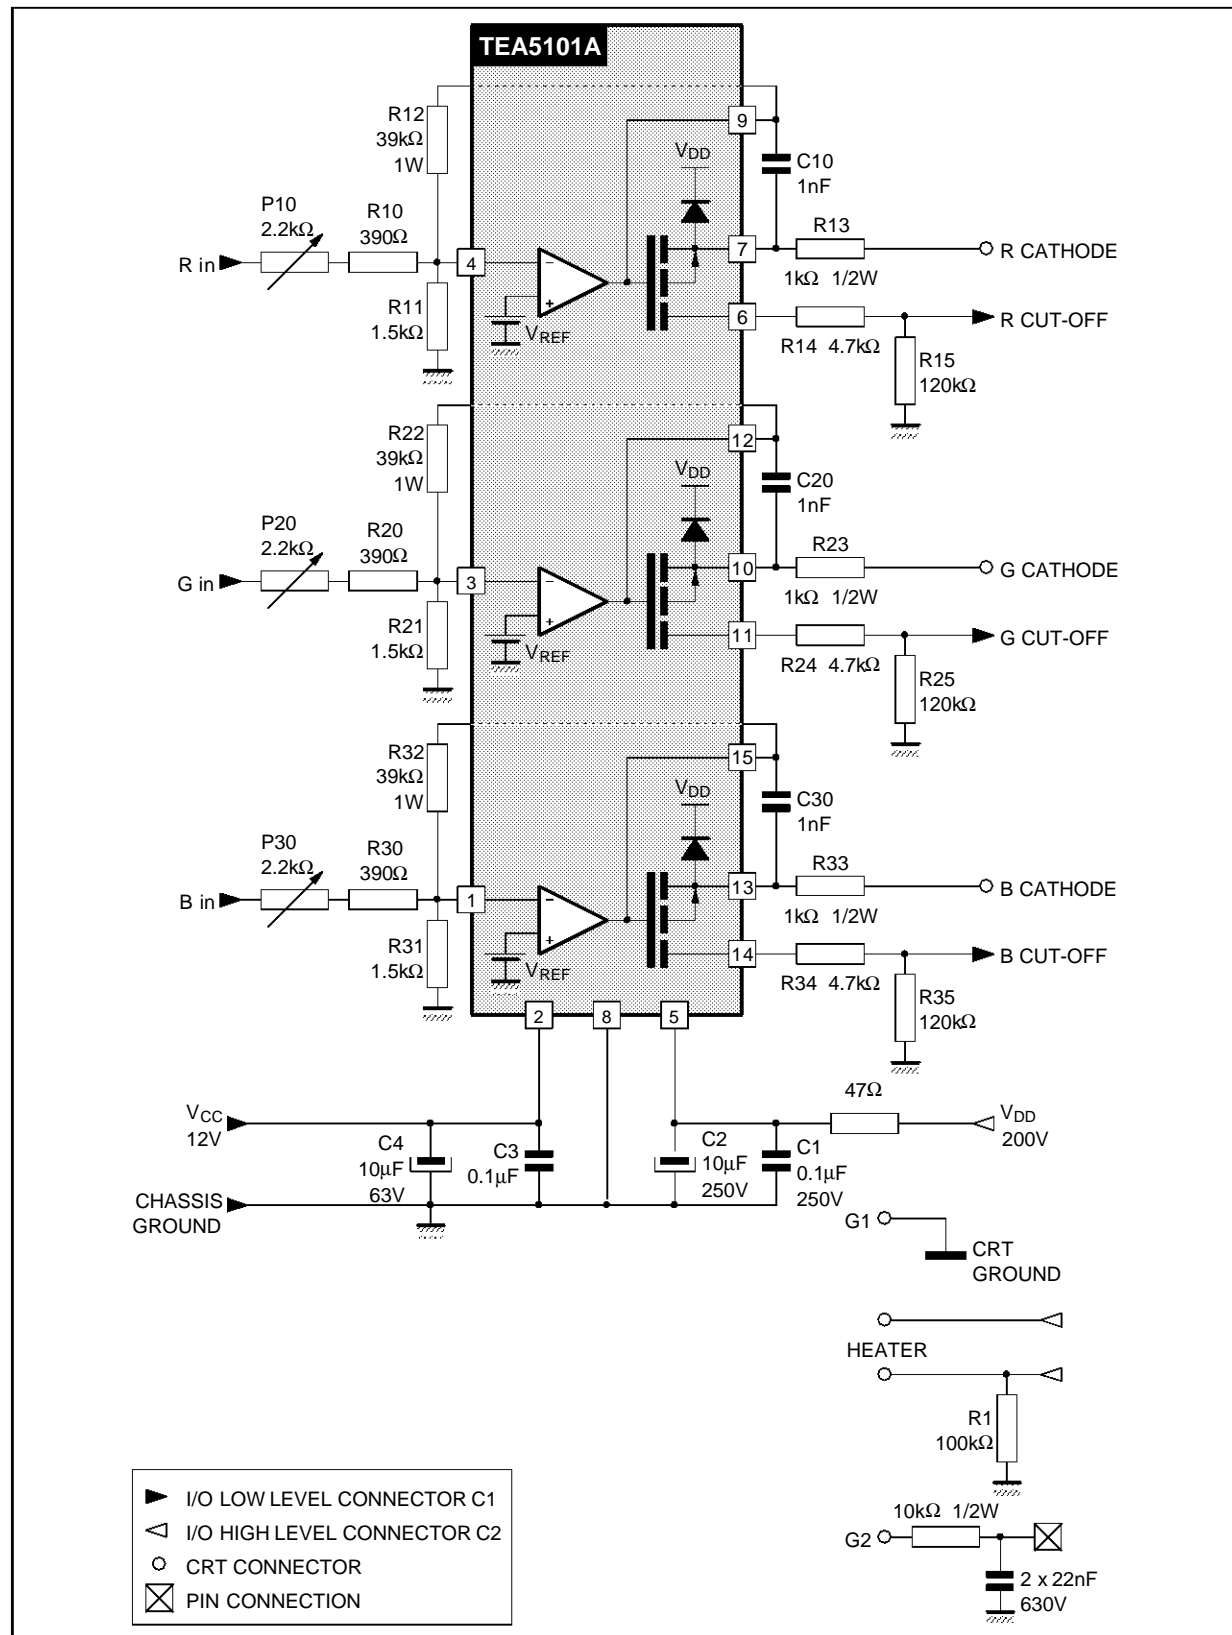 TEA5101A
R12
39kΩ
1W
9
VDD
C10
1nF
P10
2.2kΩ
R10
390Ω
R13
R in
4
−
7
R CATHODE
1kΩ 1/2W
R11
1.5kΩ
+
VREF
6
R CUT-OFF
R14 4.7kΩ
R15
120kΩ
R22
39kΩ
1W
12
VDD
C20
1nF
P20
2.2kΩ
R20
390Ω
R23
G in
3
−
10
G CATHODE
1kΩ 1/2W
R21
1.5kΩ
+
VREF
11
G CUT-OFF
R24 4.7kΩ
R25
120kΩ
R32
39kΩ
1W
15
VDD
C30
1nF
P30
2.2kΩ
R30
390Ω
R33
B in
1
−
13
B CATHODE
1kΩ 1/2W
R31
1.5kΩ
+
VREF
14
B CUT-OFF
R34 4.7kΩ
R35
120kΩ
2
8
5
47Ω
VCC
12V
VDD
200V
C4
10µF
63V
C3
0.1µF
C2
10µF
250V
C1
0.1µF
250V
CHASSIS
GROUND
G1
CRT
GROUND
HEATER
R1
100kΩ
I/O LOW LEVEL CONNECTOR C1
I/O HIGH LEVEL CONNECTOR C2
CRT CONNECTOR
PIN CONNECTION
10kΩ 1/2W
G2
2 x 22nF
630V